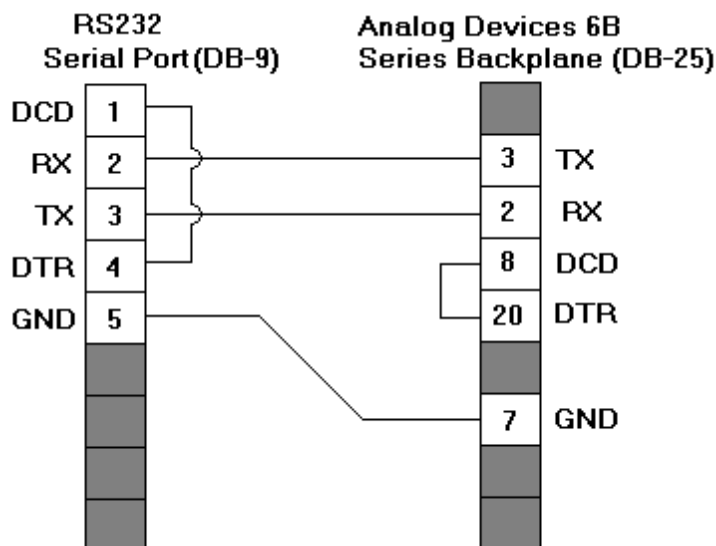 RS232
Serial Port (DB-9)
Analog Devices 6B
Series Backplane (DB-25)
DCD 1
RX 2
TX 3
DTR 4
GND 5
3 TX
2 RX
8 DCD
20 DTR
7 GND